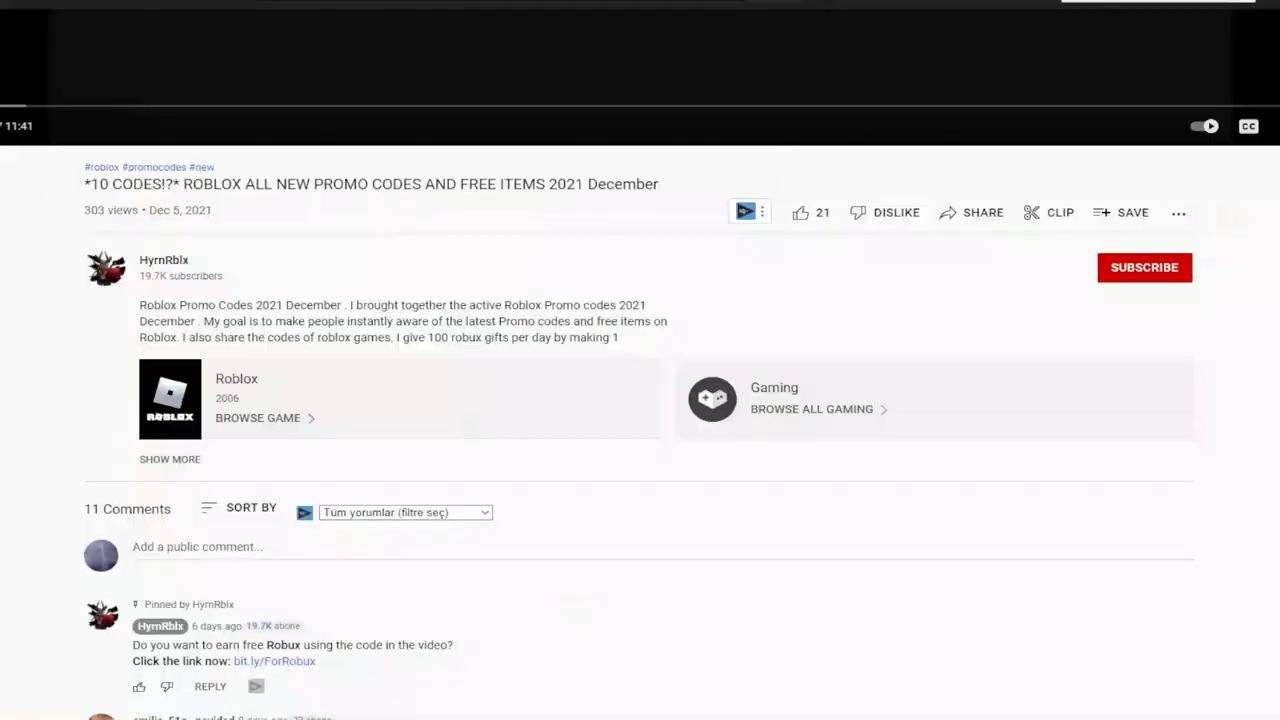 / 11:41
CC
#roblox #promocodes #new
*10 CODES!?* ROBLOX ALL NEW PROMO CODES AND FREE ITEMS 2021 December
303 views • Dec 5, 2021
21 DISLIKE SHARE CLIP SAVE ...
HyrnRblx
19.7K subscribers
SUBSCRIBE
Roblox Promo Codes 2021 December . I brought together the active Roblox Promo codes 2021
December . My goal is to make people instantly aware of the latest Promo codes and free items on
Roblox. I also share the codes of roblox games. I give 100 robux gifts per day by making 1
ROBLOX
Roblox
2006
BROWSE GAME
Gaming
BROWSE ALL GAMING
SHOW MORE
11 Comments SORT BY Tüm yorumlar (filtre seç)
Add a public comment...
Pinned by HyrnRblx
HyrnRblx 6 days ago 19.7K abone
Do you want to earn free Robux using the code in the video?
Click the link now: bit.ly/ForRobux
REPLY